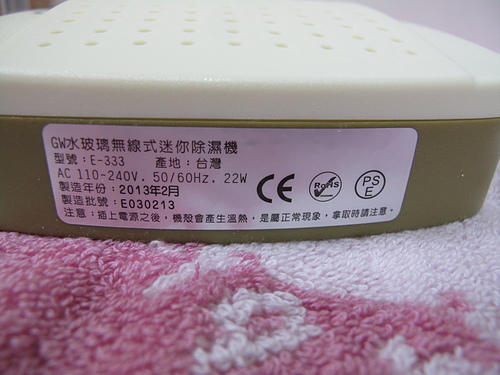 GW水玻璃無線式迷你除濕機
型號：E-333 產地：台灣
AC 110-240V. 50/60Hz. 22W
製造年份：2013年2月
製造批號：E030213
注意：插上電源之後，機殼會產生溫熱，是屬正常現象，拿取時請注意。
CE RoHS PSE